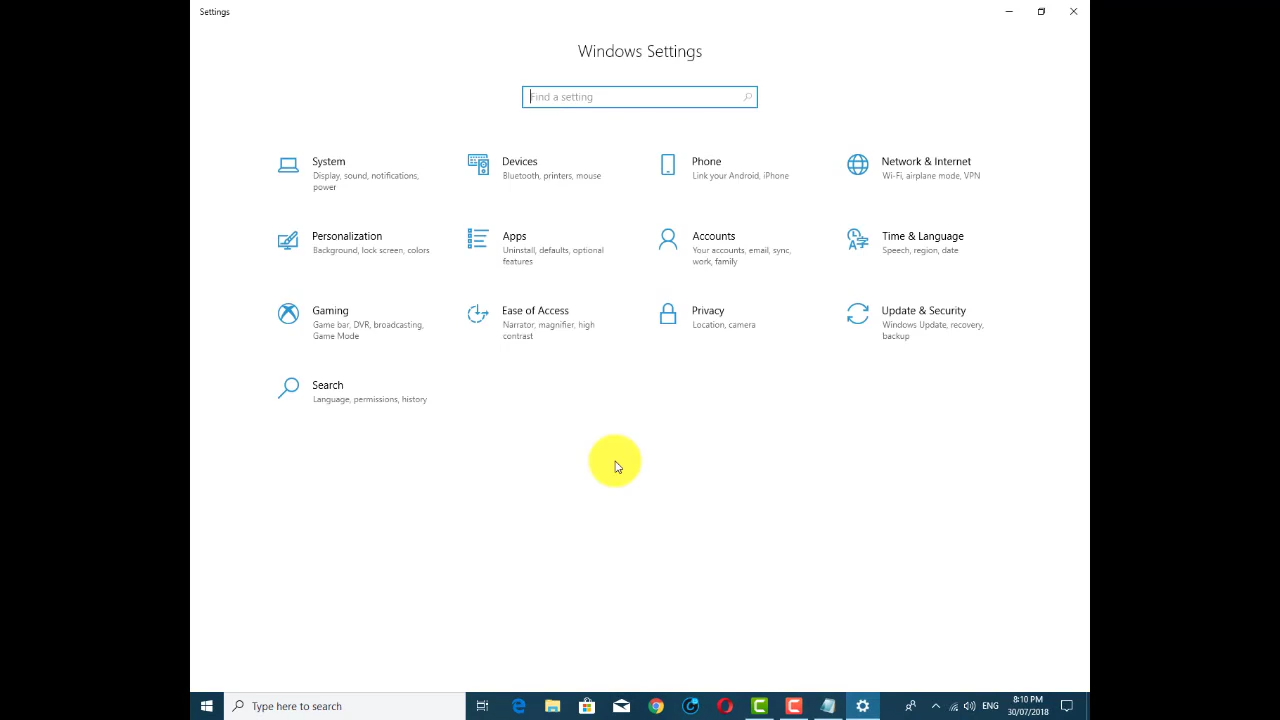 Settings
Windows Settings
Find a setting
System
Display, sound, notifications,
power
Devices
Bluetooth, printers, mouse
Phone
Link your Android, iPhone
Network & Internet
Wi-Fi, airplane mode, VPN
Personalization
Background, lock screen, colors
Apps
Uninstall, defaults, optional
features
Accounts
Your accounts, email, sync,
work, family
Time & Language
Speech, region, date
Gaming
Game bar, DVR, broadcasting,
Game Mode
Ease of Access
Narrator, magnifier, high
contrast
Privacy
Location, camera
Update & Security
Windows Update, recovery,
backup
Search
Language, permissions, history
Type here to search
ENG
8:10 PM
30/07/2018